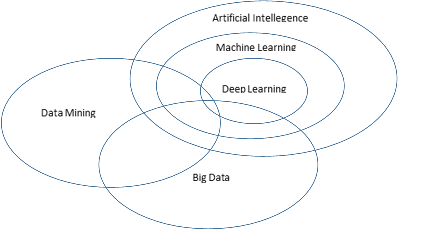 Artificial Intellegence
Machine Learning
Deep Learning
Data Mining
Big Data